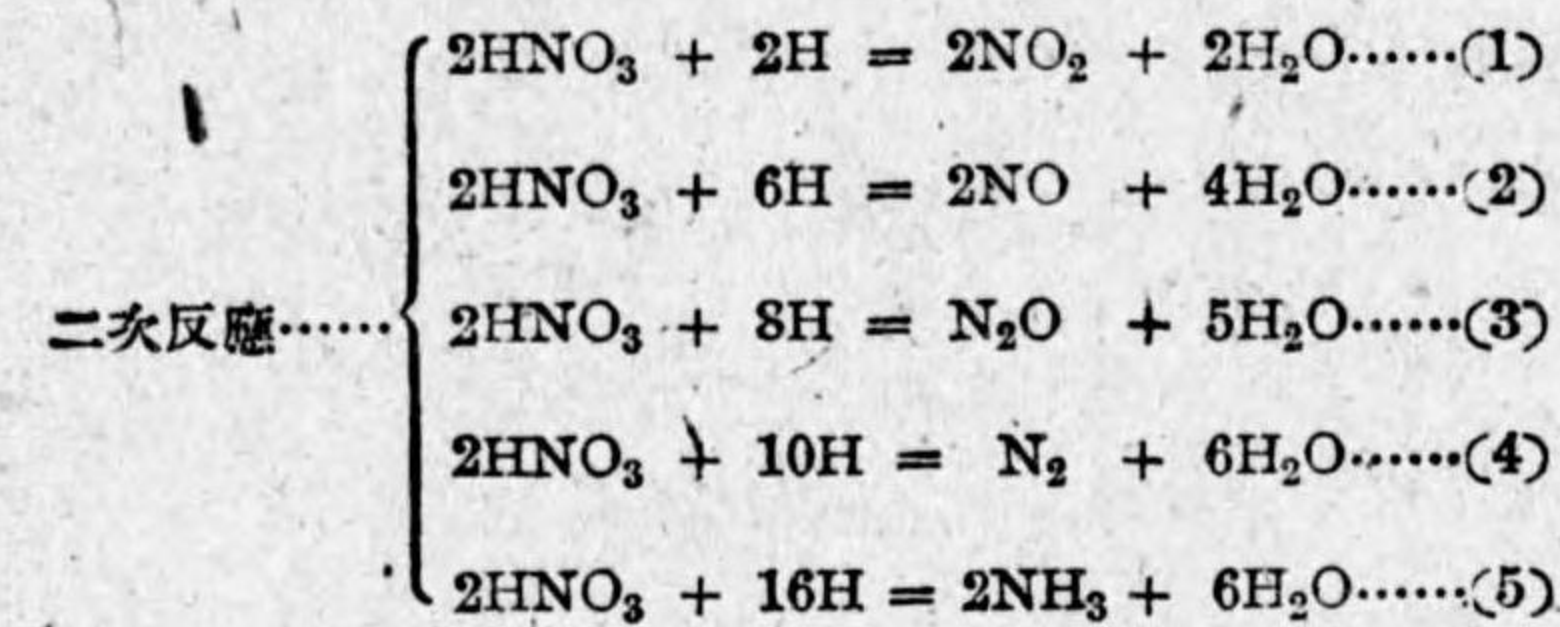 2HNO₃ + 2H = 2NO₂ + 2H₂O……(1)
2HNO₃ + 6H = 2NO + 4H₂O……(2)
二次反應……2HNO₃ + 8H = N₂O + 5H₂O……(3)
2HNO₃ + 10H = N₂ + 6H₂O……(4)
2HNO₃ + 16H = 2NH₃ + 6H₂O……(5)